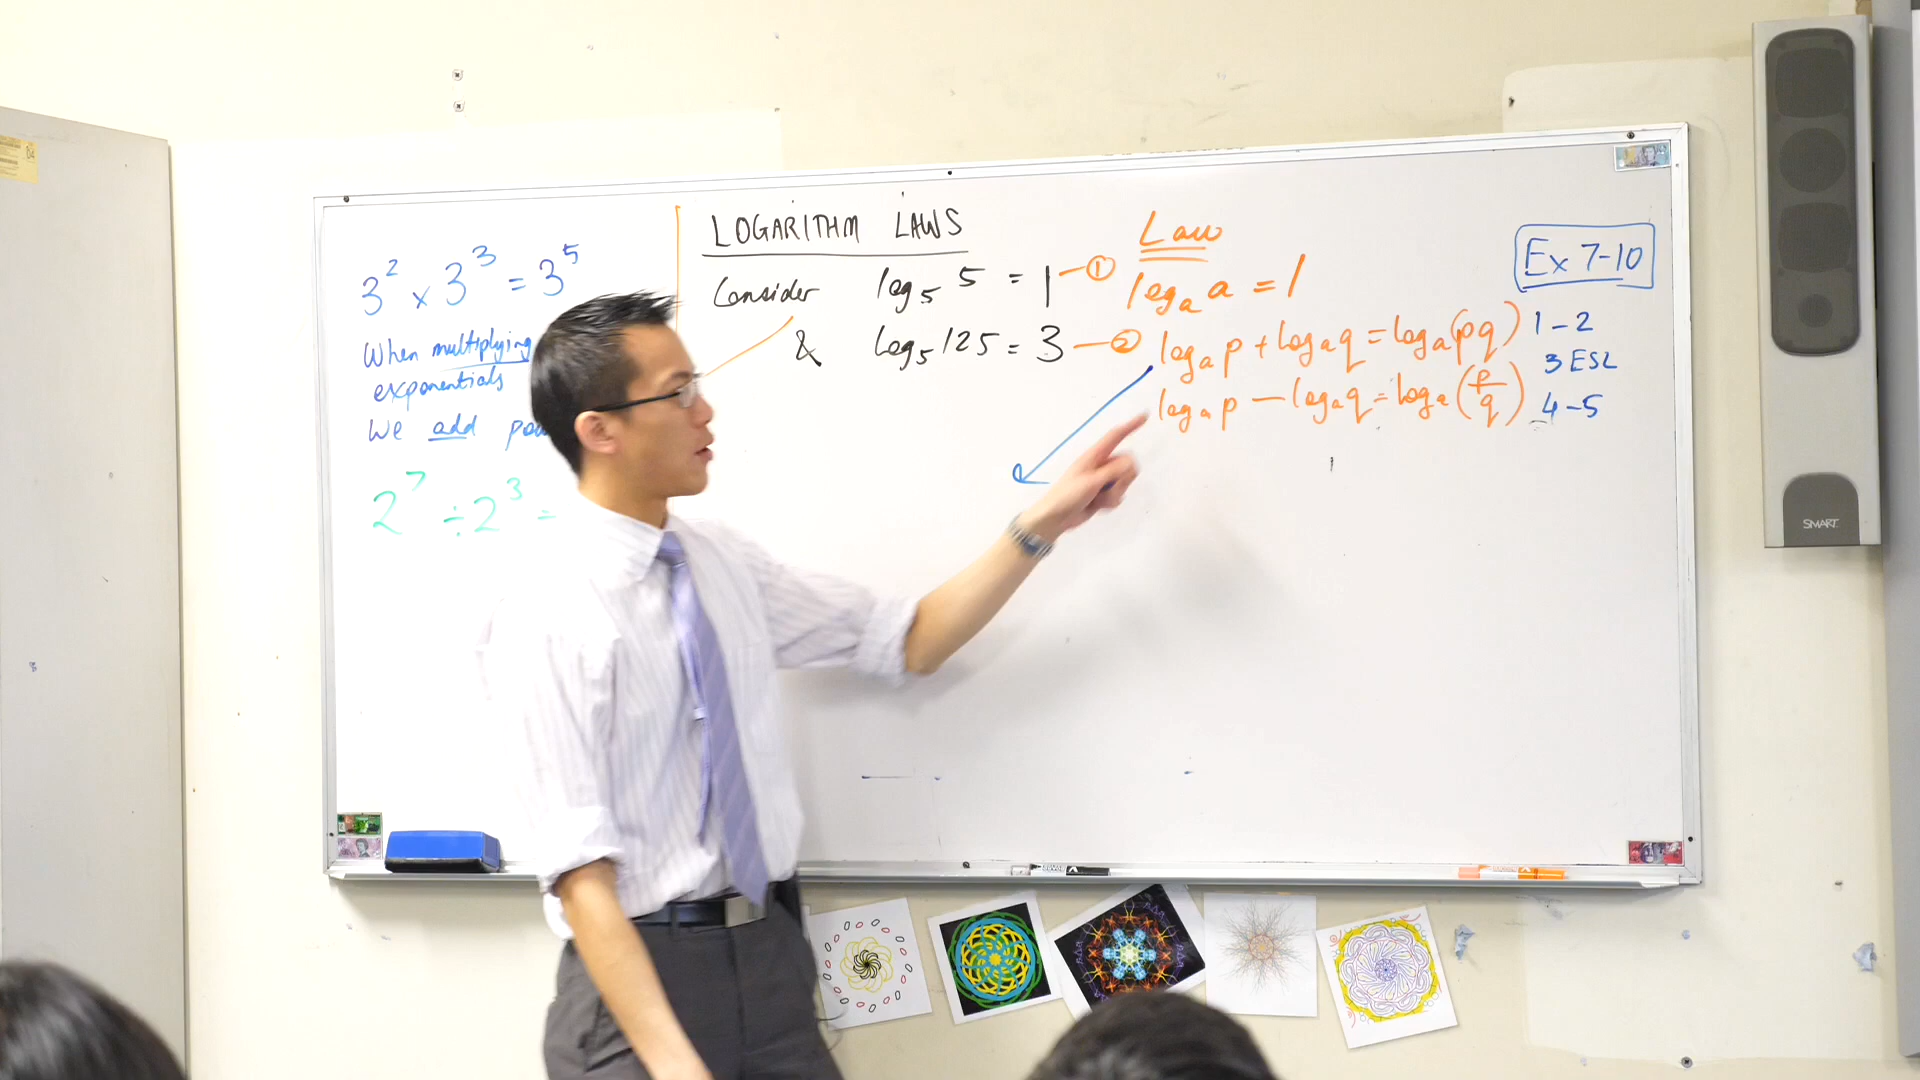 3² × 3³ = 3⁵
When multiplying
exponentials
We add
2⁷ ÷ 2³ =
LOGARITHM LAWS
Consider log₅ 5 = 1 — ①
& log₅ 125 = 3 — ②
Law
logₐ a = 1
logₐ p + logₐ q = logₐ(pq)
logₐ p − logₐ q = logₐ(p/q)
Ex 7-10
1 - 2
3 ESL
4 - 5
SMART